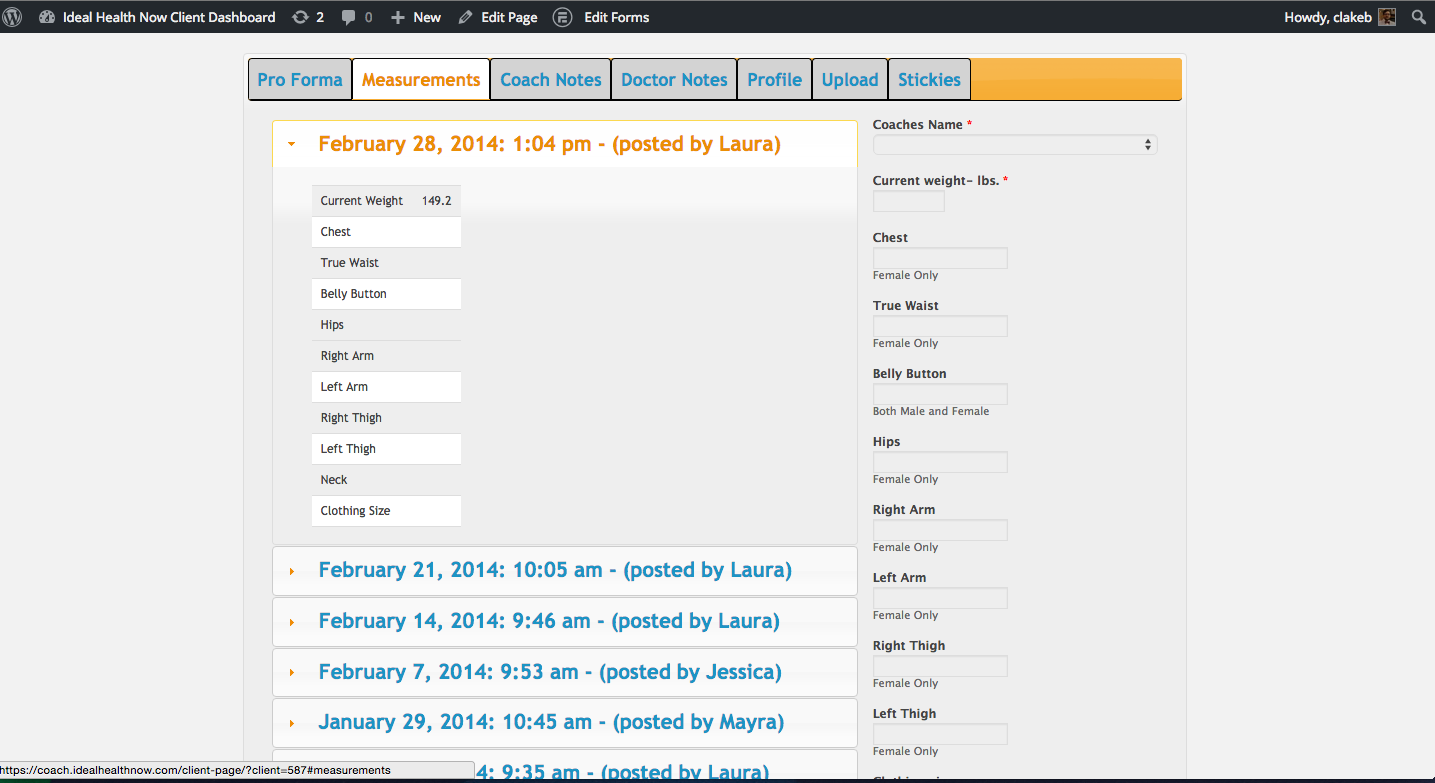 Ideal Health Now Client Dashboard 2 0 New Edit Page Edit Forms Howdy, clakeb
Pro Forma Measurements Coach Notes Doctor Notes Profile Upload Stickies
February 28, 2014: 1:04 pm - (posted by Laura)
Current Weight 149.2
Chest
True Waist
Belly Button
Hips
Right Arm
Left Arm
Right Thigh
Left Thigh
Neck
Clothing Size
February 21, 2014: 10:05 am - (posted by Laura)
February 14, 2014: 9:46 am - (posted by Laura)
February 7, 2014: 9:53 am - (posted by Jessica)
January 29, 2014: 10:45 am - (posted by Mayra)
4: 9:35 am - (posted by Laura)
Coaches Name *
Current weight- lbs. *
Chest
Female Only
True Waist
Female Only
Belly Button
Both Male and Female
Hips
Female Only
Right Arm
Female Only
Left Arm
Female Only
Right Thigh
Female Only
Left Thigh
Female Only
https://coach.idealhealthnow.com/client-page/?client=587#measurements